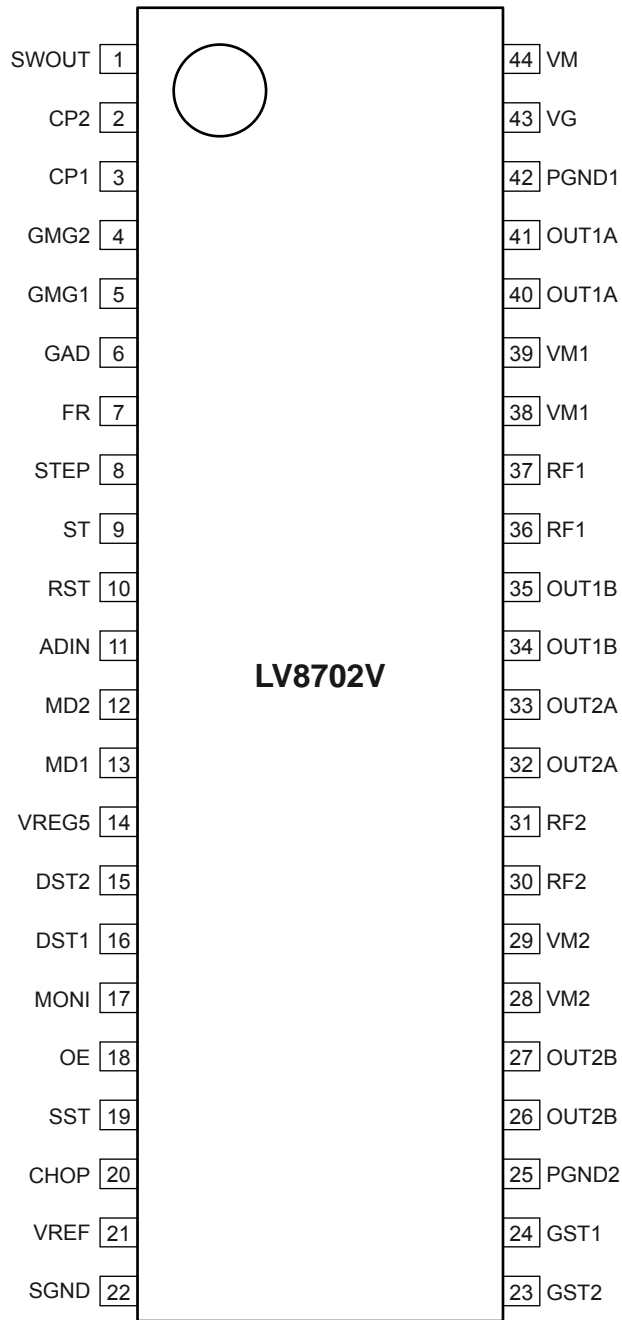 SWOUT 1 44 VM
CP2 2 43 VG
CP1 3 42 PGND1
GMG2 4 41 OUT1A
GMG1 5 40 OUT1A
GAD 6 39 VM1
FR 7 38 VM1
STEP 8 37 RF1
ST 9 36 RF1
RST 10 35 OUT1B
ADIN 11 34 OUT1B
LV8702V
MD2 12 33 OUT2A
MD1 13 32 OUT2A
VREG5 14 31 RF2
DST2 15 30 RF2
DST1 16 29 VM2
MONI 17 28 VM2
OE 18 27 OUT2B
SST 19 26 OUT2B
CHOP 20 25 PGND2
VREF 21 24 GST1
SGND 22 23 GST2